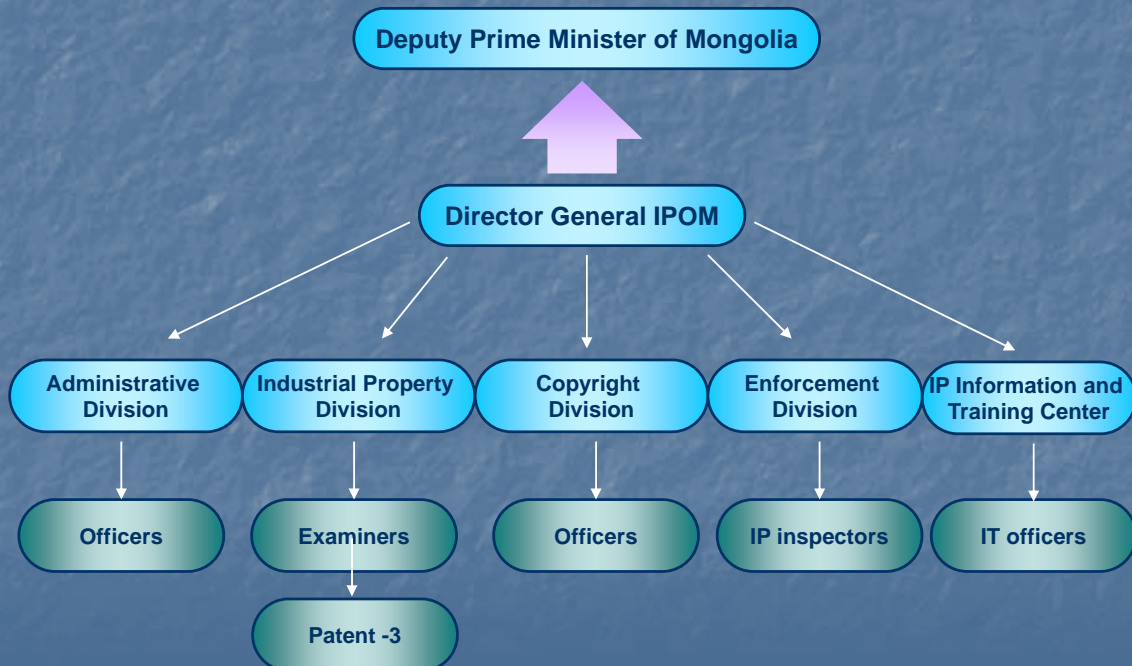 Deputy Prime Minister of Mongolia
Director General IPOM
Administrative
Division
Industrial Property
Division
Copyright
Division
Enforcement
Division
IP Information and
Training Center
Officers
Examiners
Officers
IP inspectors
IT officers
Patent -3